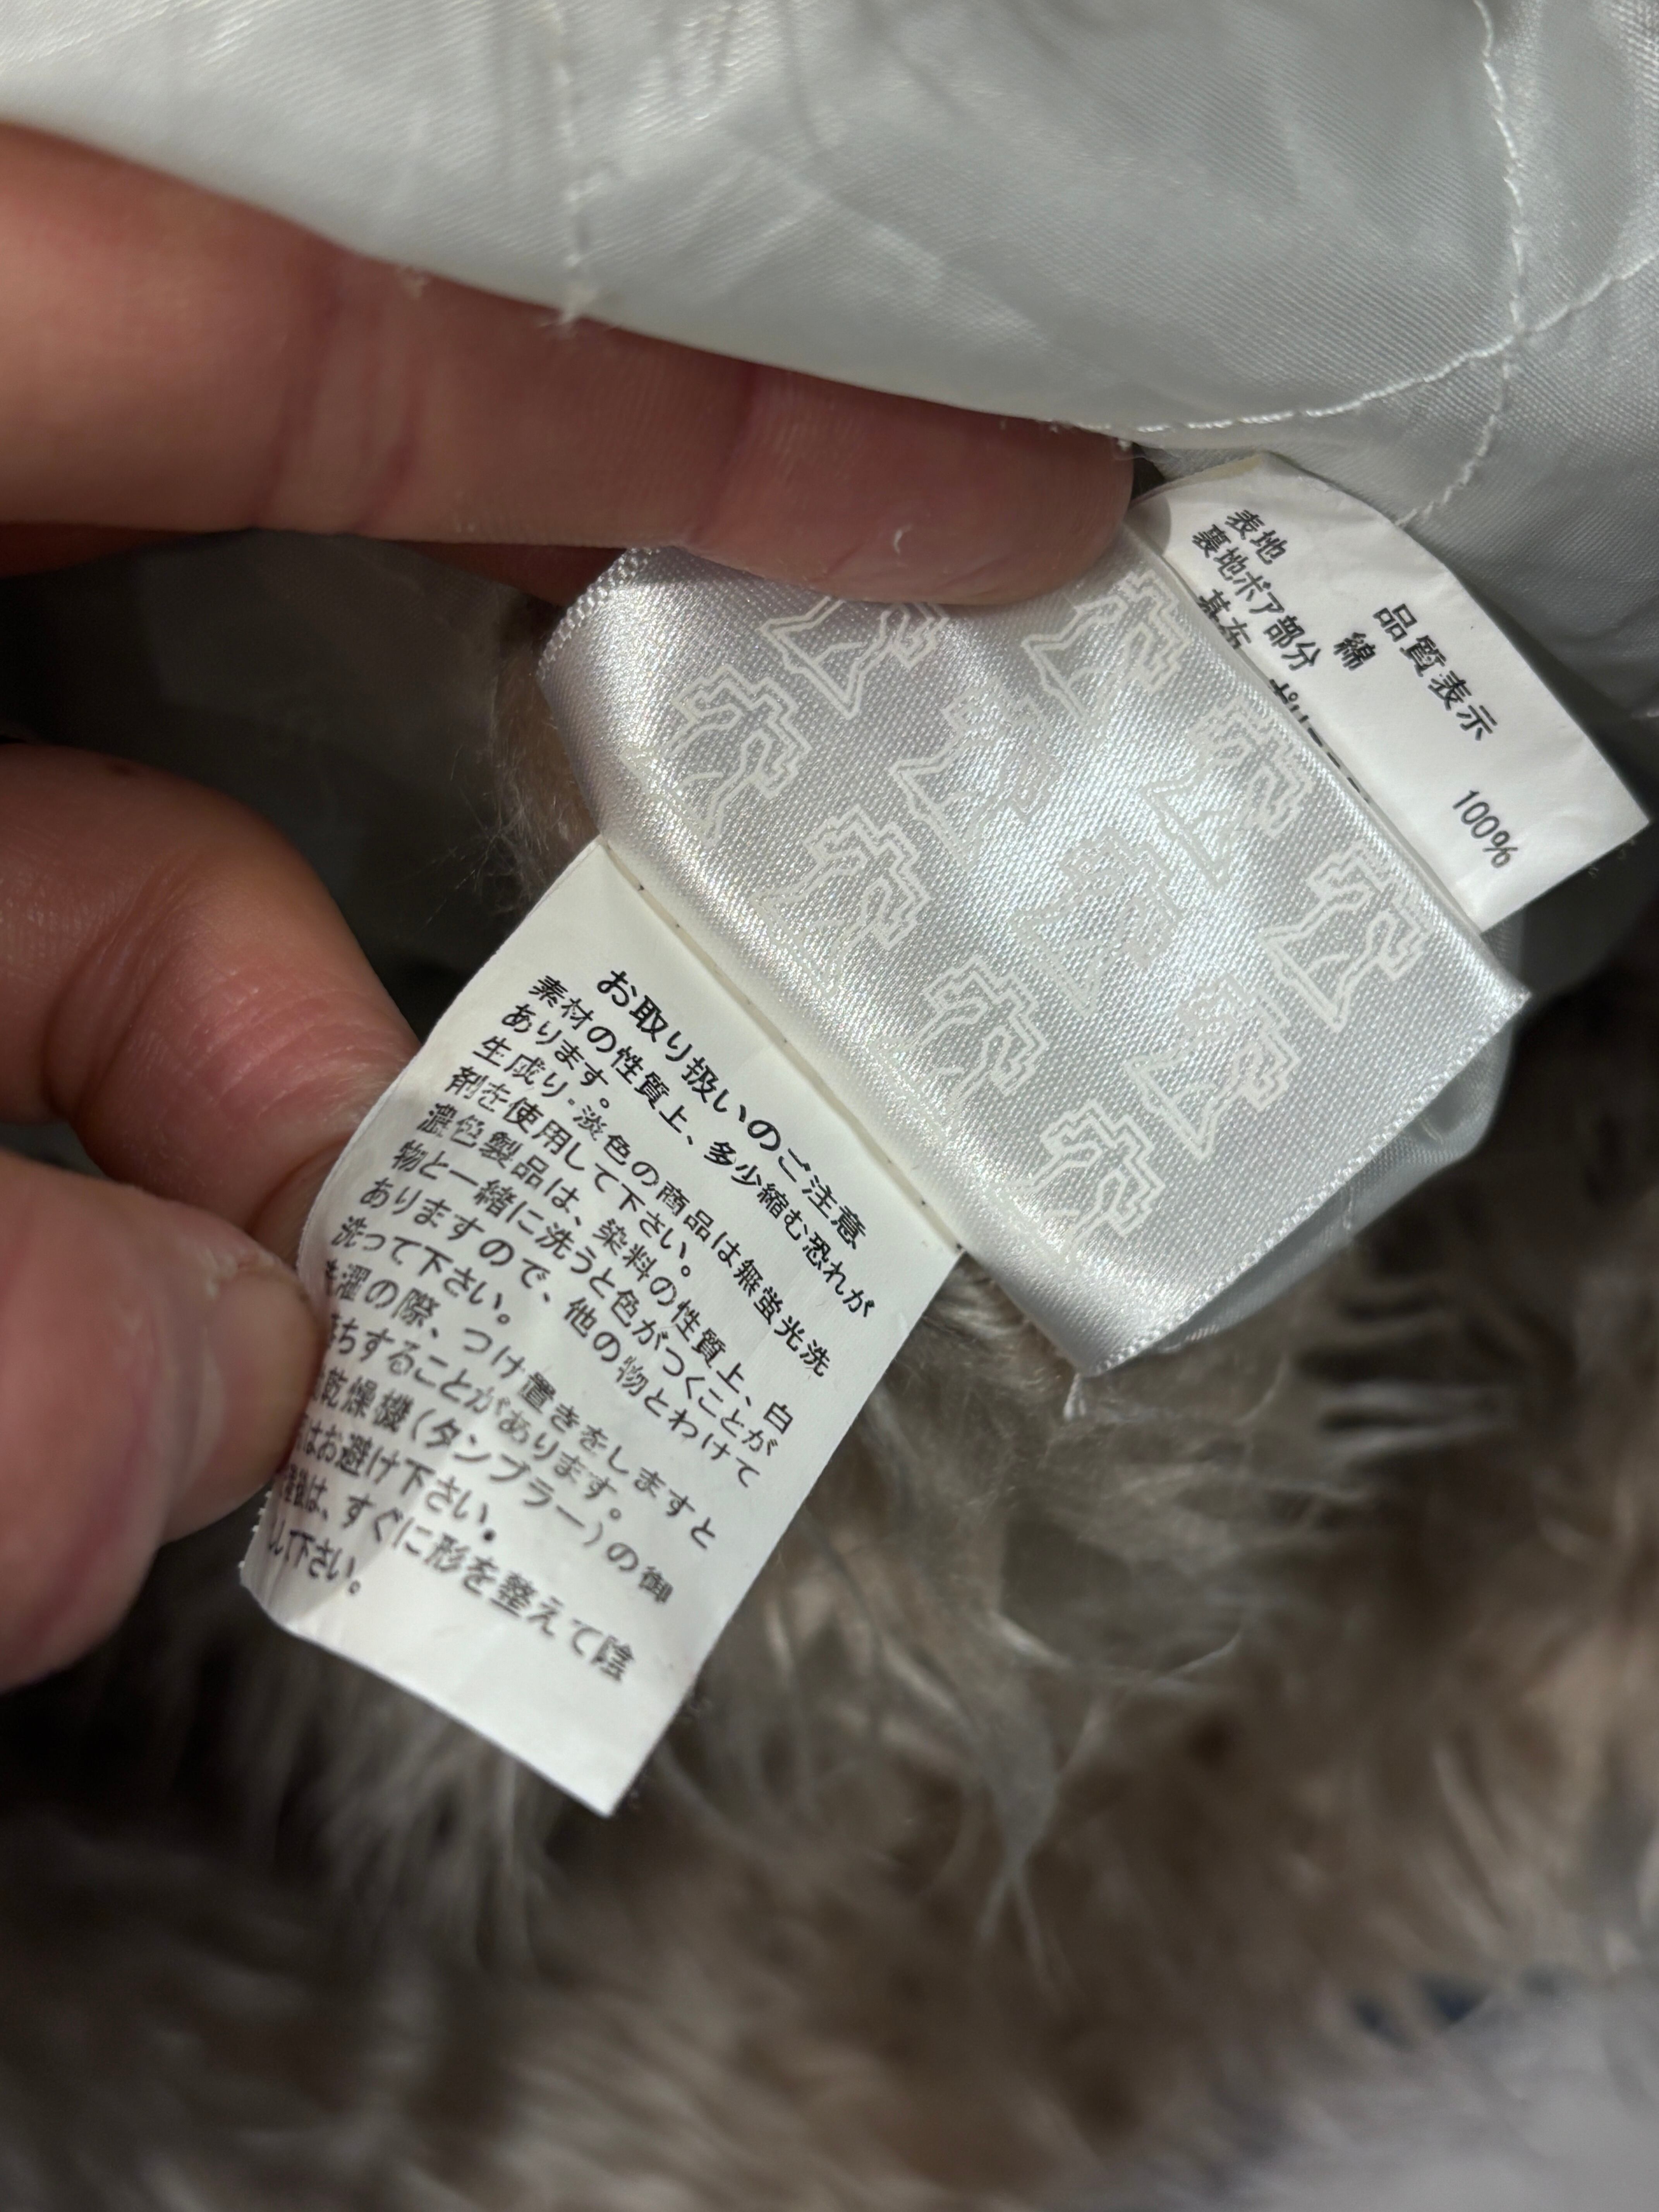 品質表示
表地 綿 100%
裏地ボア部分
基布
お取り扱いのご注意
素材の性質上、多少縮む恐れが
あります。
生成り・淡色の商品は無蛍光洗
剤を使用して下さい。
濃色製品は、染料の性質上、白
物と一緒に洗うと色がつくことが
ありますので、他の物とわけて
洗って下さい。
濯の際、つけ置きをしますと
ちすることがあります。
乾燥機(タンブラー)の御
はお避け下さい。
後は、すぐに形を整えて陰
して下さい。